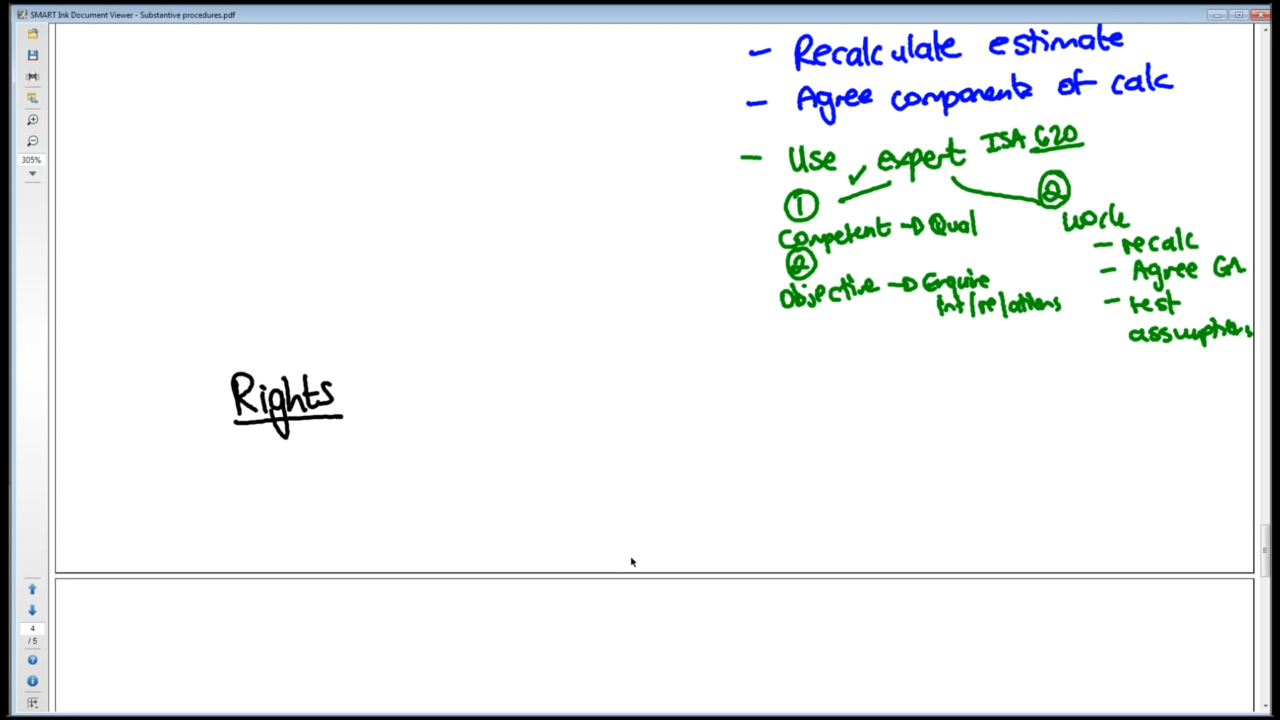 SMART Ink Document Viewer - Substantive procedures.pdf
- Recalculate estimate
- Agree components of calc
- Use expert ISA 620
①
②
Competent → Qual
work
- recalc
②
- Agree GL
Objective → Enquire
int/relations
- test
assumptions
305%
Rights
4
/ 5